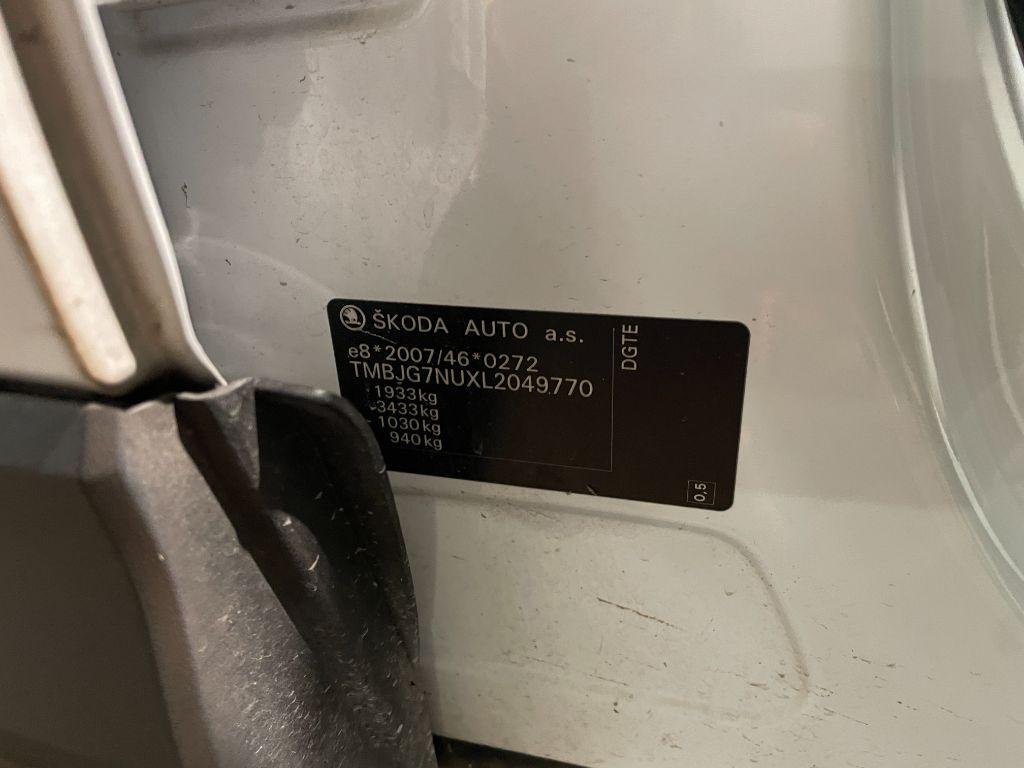 ŠKODA AUTO a.s.
e8*2007/46*0272
TMBJG7NUXL2049770
1933kg
-3433kg
- 1030kg
940kg
DGTE
0,5